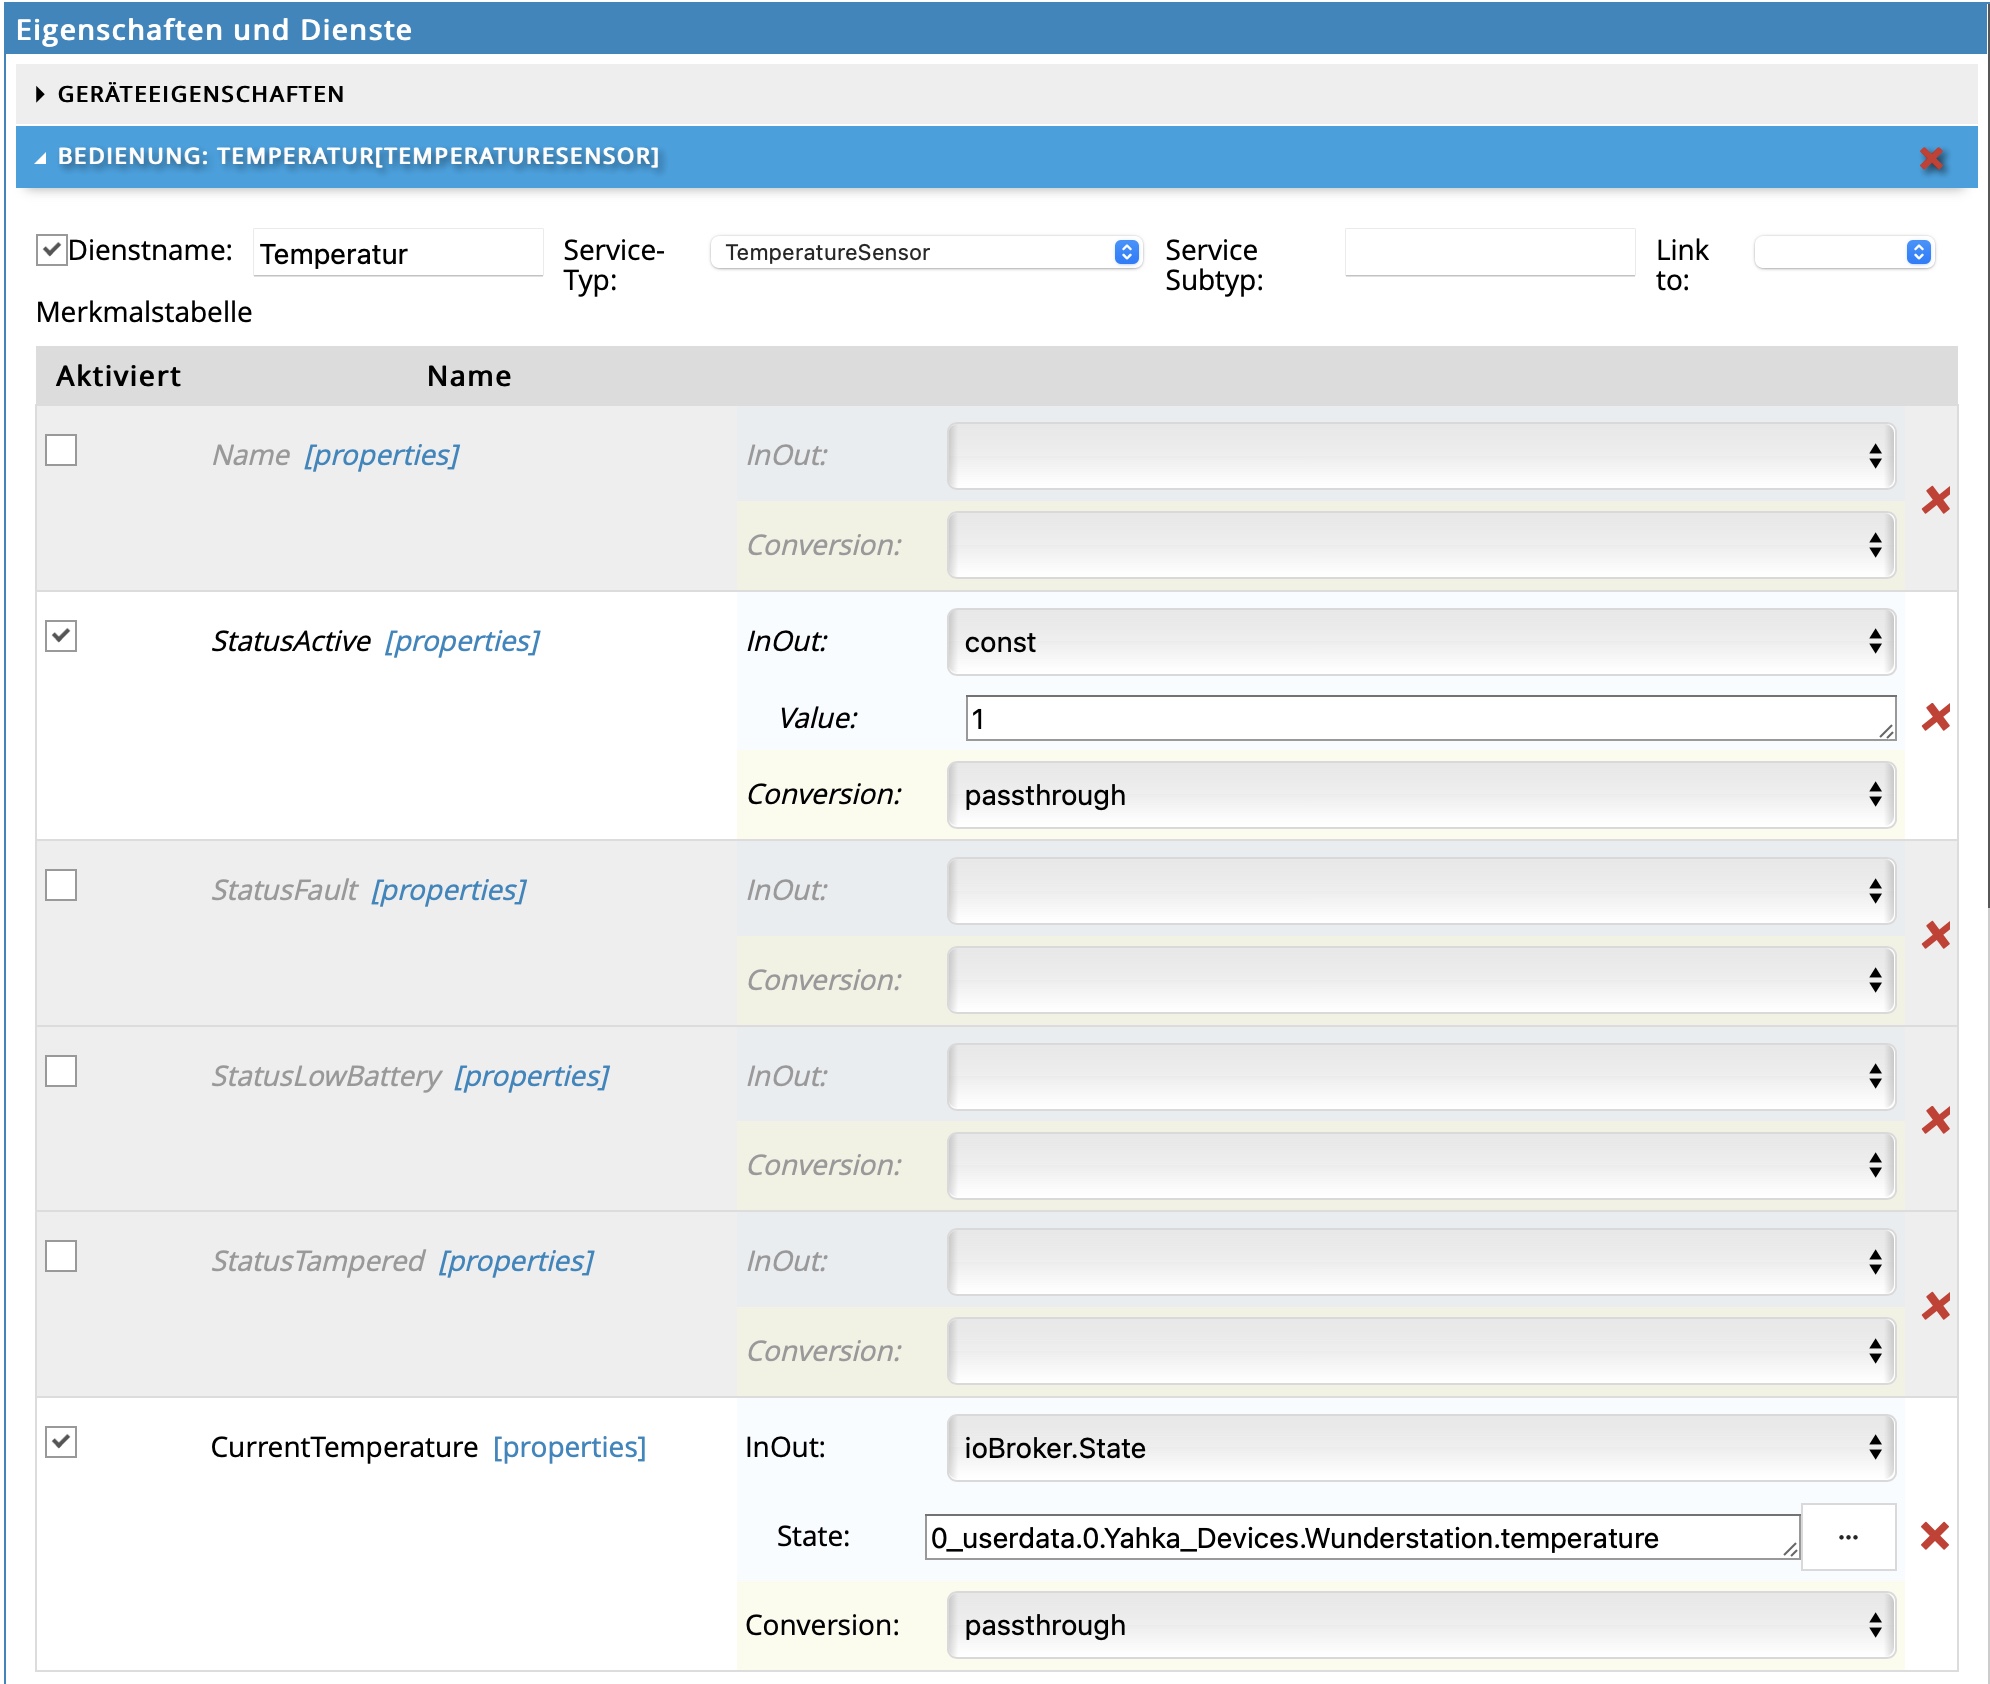 Eigenschaften und Dienste
GERÄTEEIGENSCHAFTEN
BEDIENUNG: TEMPERATUR[TEMPERATURESENSOR]
Dienstname: Temperatur Service-Typ: TemperatureSensor Service Subtyp: Link to:
Merkmalstabelle
Aktiviert Name
Name [properties] InOut:
Conversion:
StatusActive [properties] InOut: const
Value: 1
Conversion: passthrough
StatusFault [properties] InOut:
Conversion:
StatusLowBattery [properties] InOut:
Conversion:
StatusTampered [properties] InOut:
Conversion:
CurrentTemperature [properties] InOut: ioBroker.State
State: 0_userdata.0.Yahka_Devices.Wunderstation.temperature ...
Conversion: passthrough